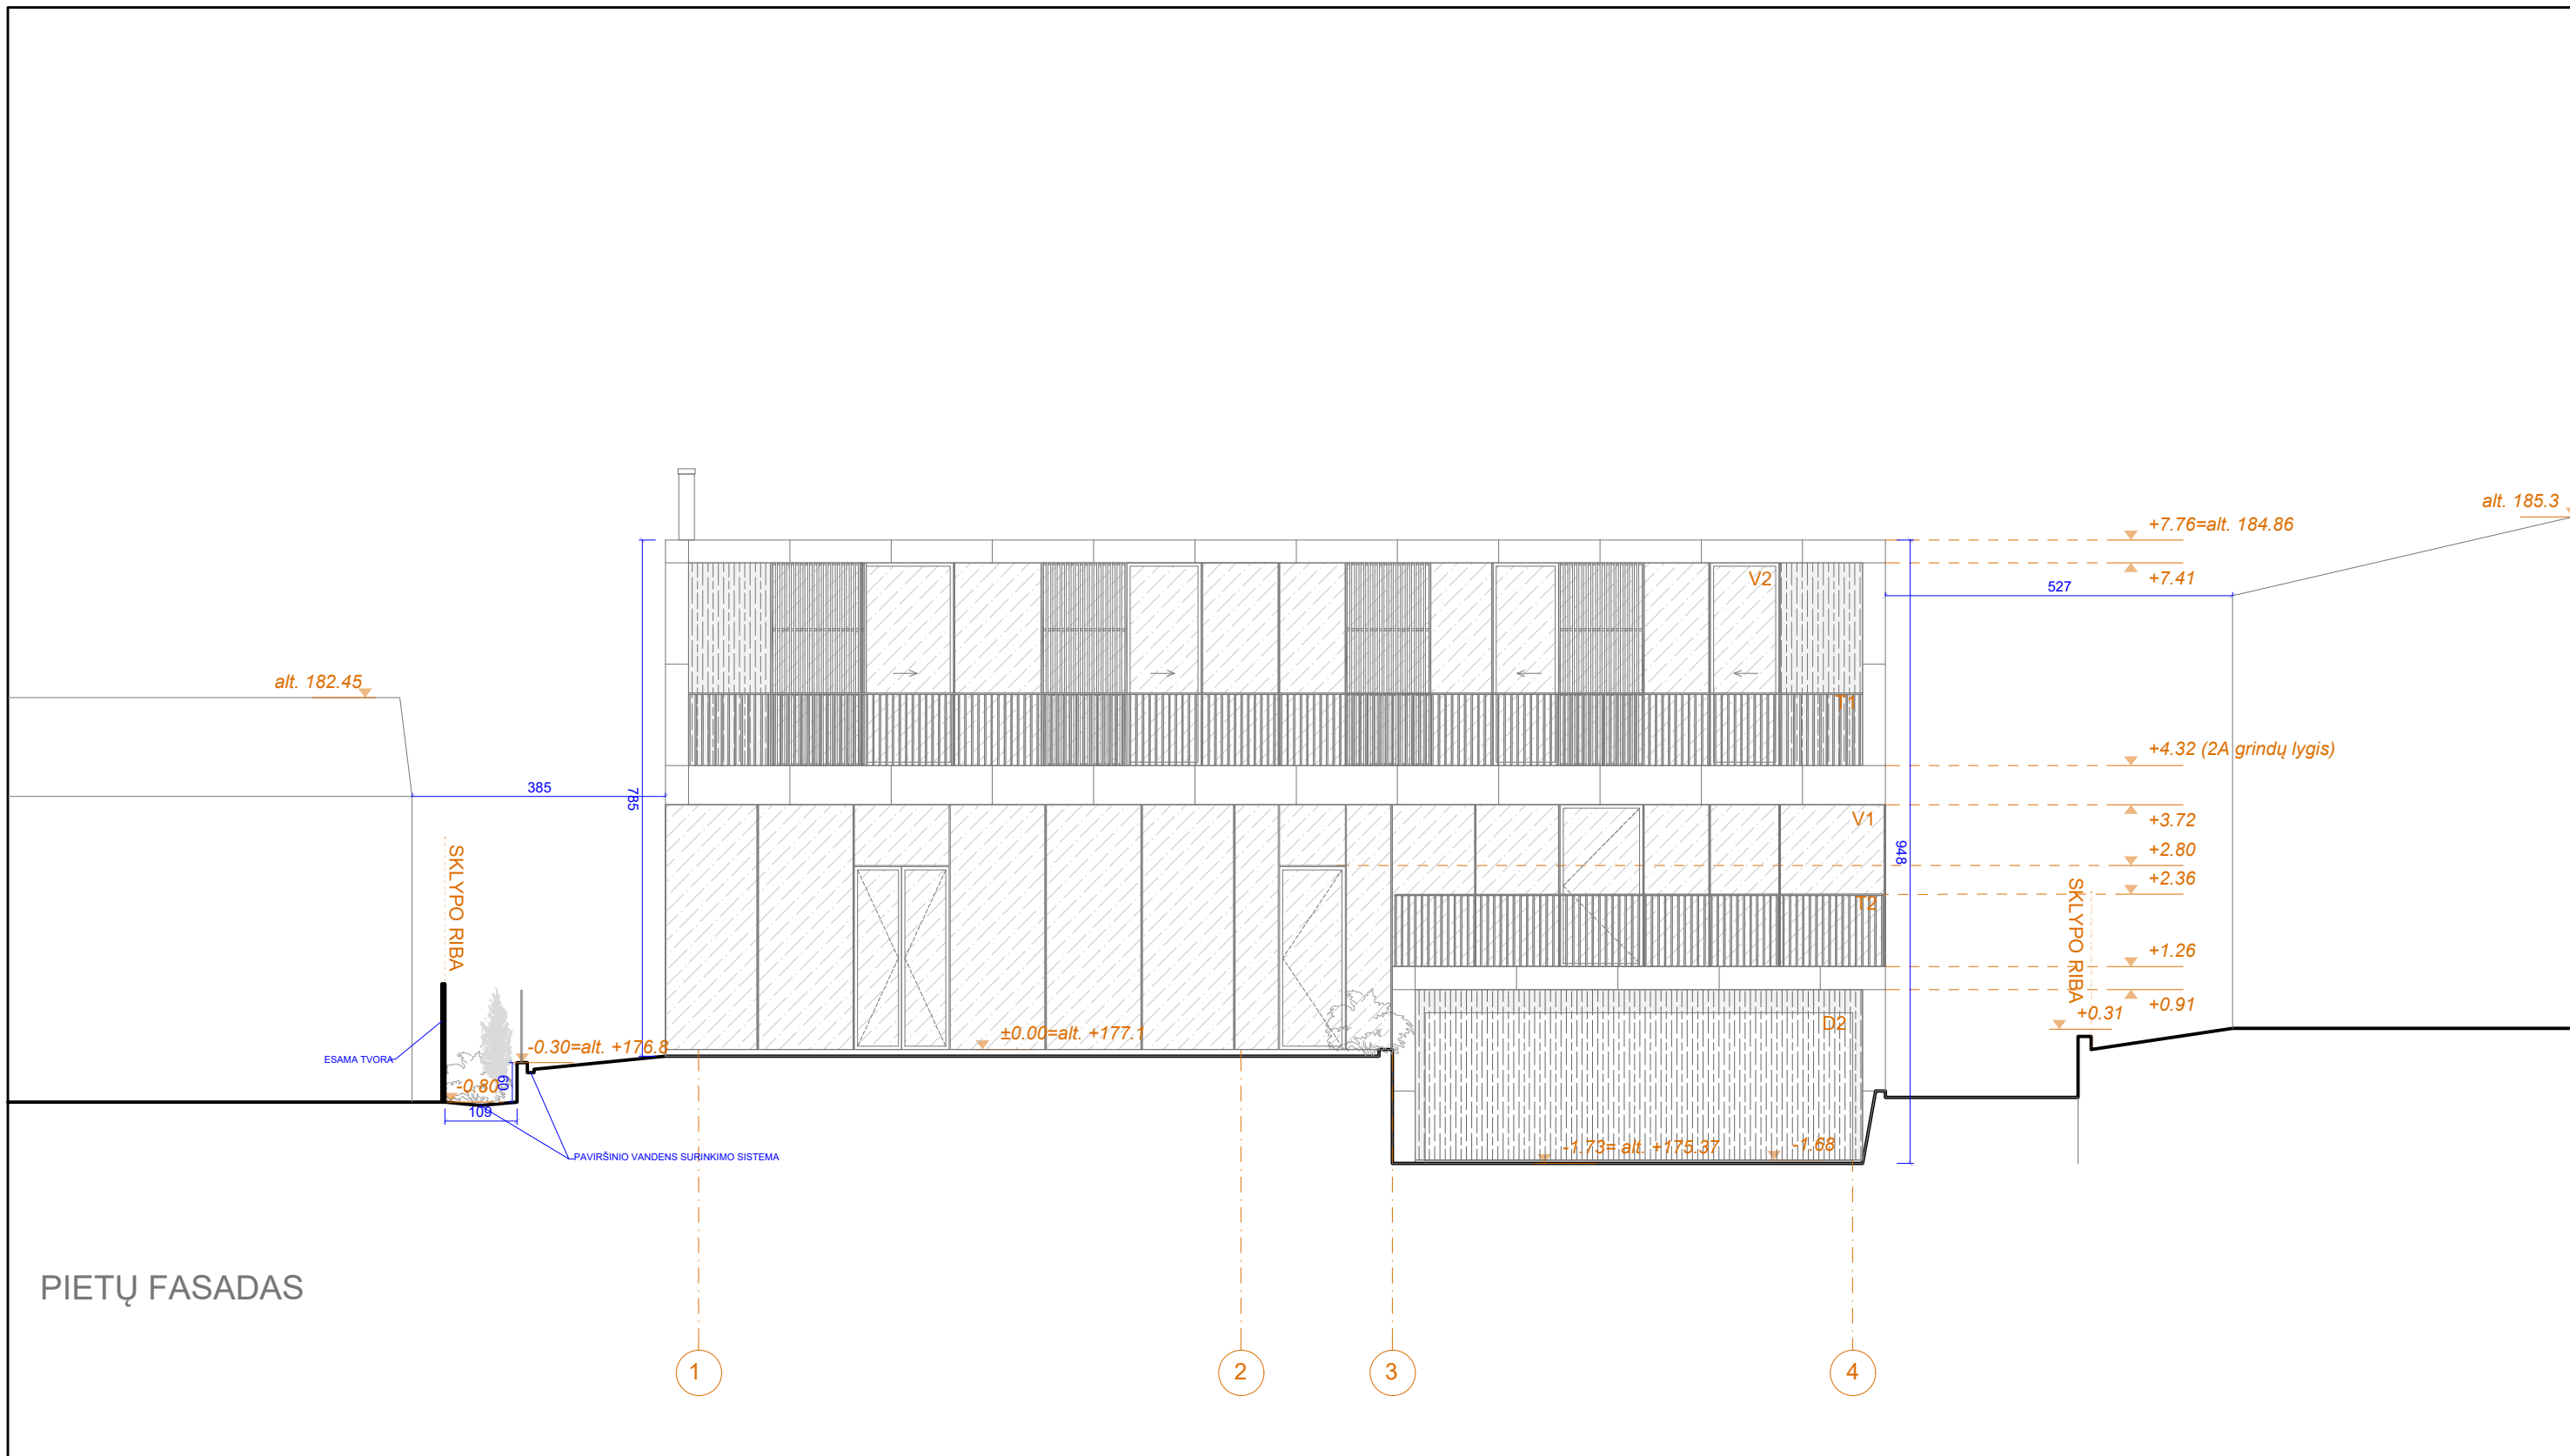 alt. 185.3
+7.76=alt. 184.86
+7.41
V2
527
alt. 182.45
T1
+4.32 (2A grindų lygis)
385
785
V1
+3.72
948
+2.80
SKLYPO RIBA
+2.36
SKLYPO RIBA
T2
+1.26
+0.91
+0.31
D2
±0.00=alt. +177.1
-0.30=alt. +176.8
ESAMA TVORA
-0.80
60
109
-1.73= alt. +175.37
-1.68
PAVIRŠINIO VANDENS SURINKIMO SISTEMA
PIETŲ FASADAS
1
2
3
4